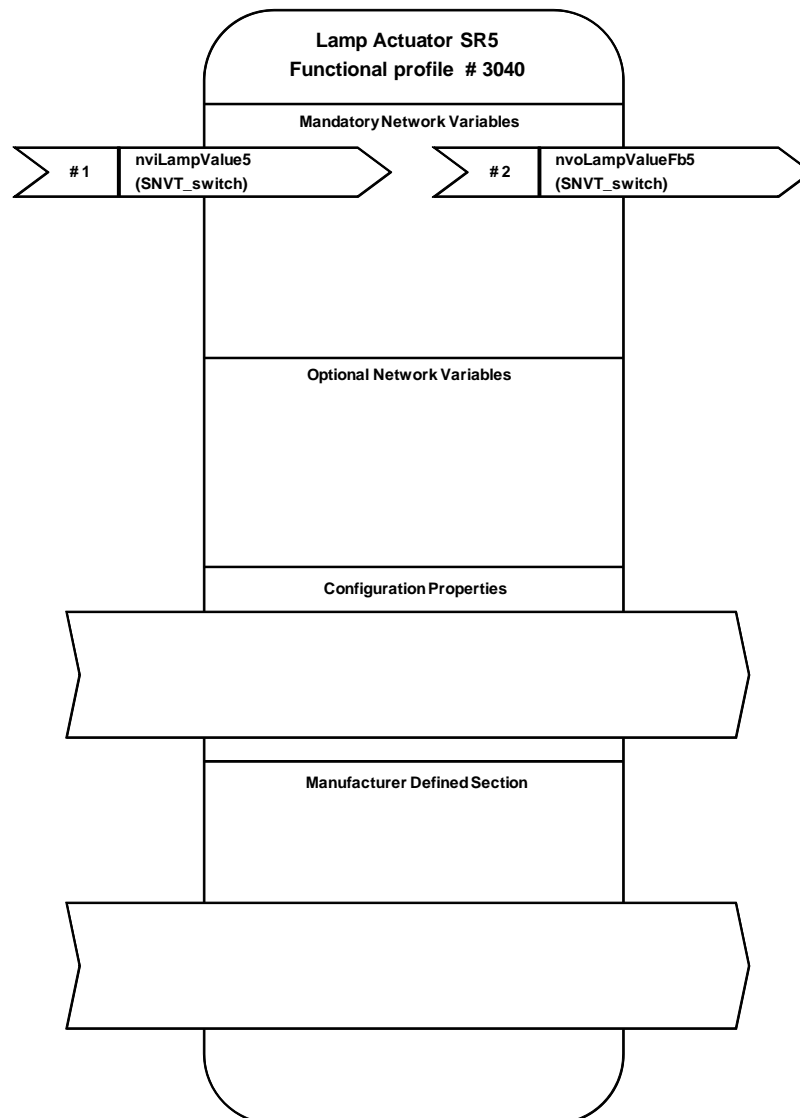 Lamp Actuator SR5
Functional profile # 3040
Mandatory Network Variables
# 1
nviLampValue5
(SNVT_switch)
# 2
nvoLampValueFb5
(SNVT_switch)
Optional Network Variables
Configuration Properties
Manufacturer Defined Section